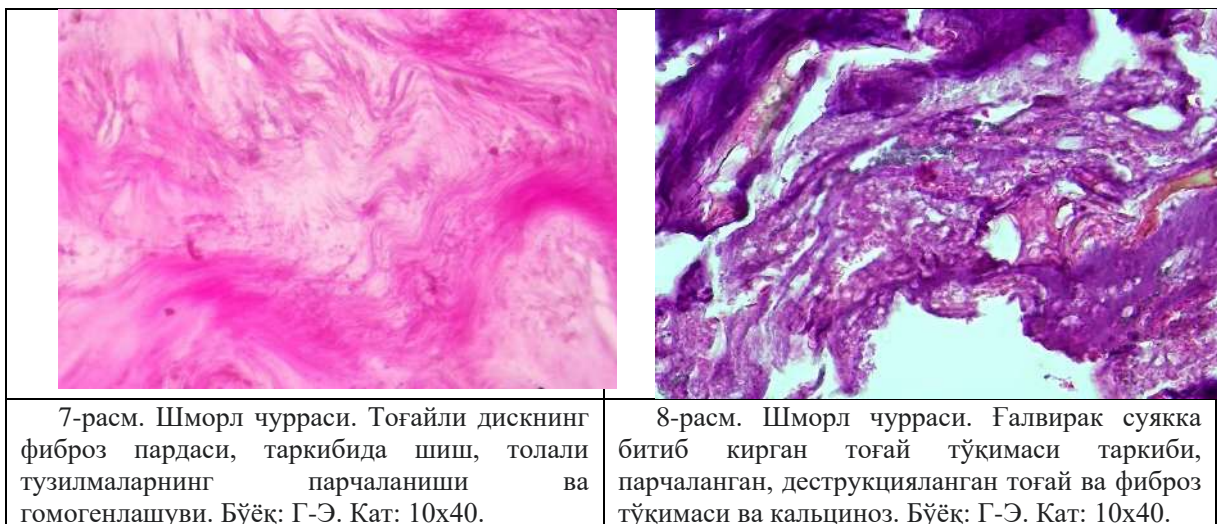 7-расм. Шморл чурраси. Тоғайли дискнинг
фиброз пардаси, таркибида шиш, толали
тузилмаларнинг парчаланиши ва
гомогенлашуви. Бўёқ: Г-Э. Кат: 10х40.
8-расм. Шморл чурраси. Ғалвирак суякка
битиб кирган тоғай тўқимаси таркиби,
парчаланган, деструкцияланган тоғай ва фиброз
тўқимаси ва кальциноз. Бўёқ: Г-Э. Кат: 10х40.